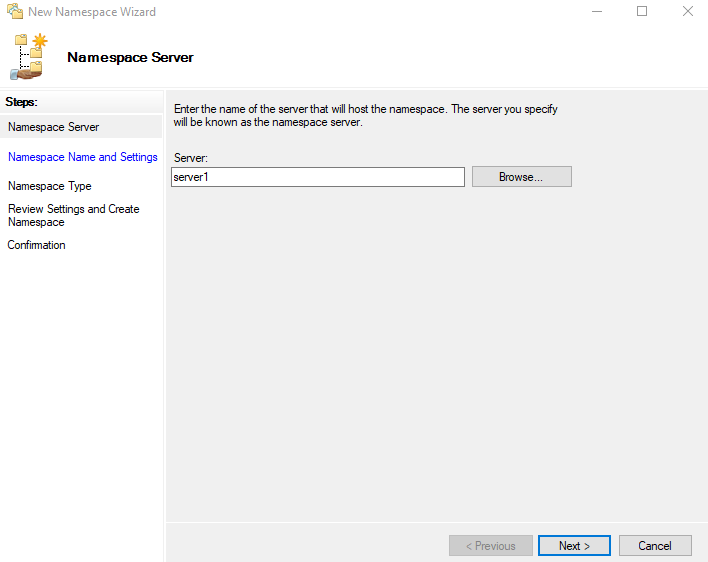 New Namespace Wizard
Namespace Server
Steps:
Namespace Server
Namespace Name and Settings
Namespace Type
Review Settings and Create
Namespace
Confirmation
Enter the name of the server that will host the namespace. The server you specify
will be known as the namespace server.
Server:
server1
Browse...
< Previous
Next >
Cancel